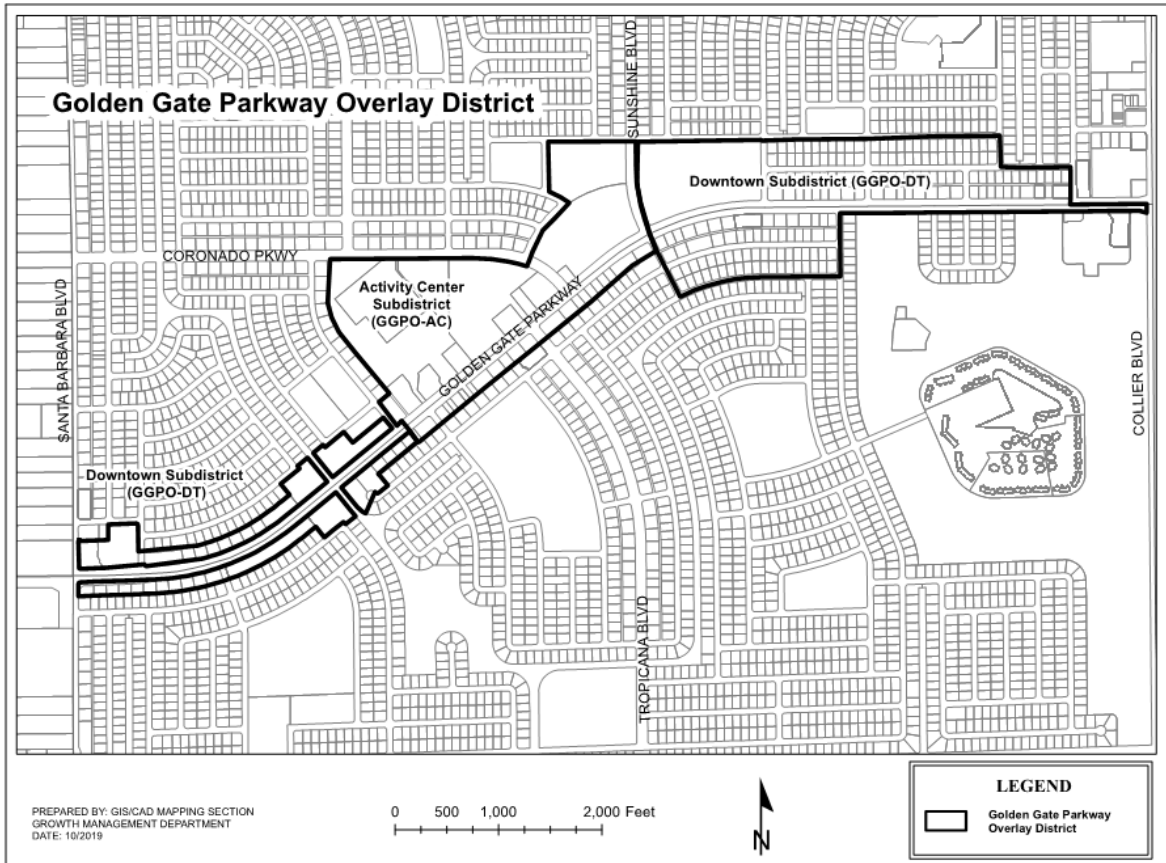 Golden Gate Parkway Overlay District
SUNSHINE BLVD
Downtown Subdistrict (GGPO-DT)
CORONADO PKWY
Activity Center
Subdistrict
(GGPO-AC)
GOLDEN GATE PARKWAY
SANTA BARBARA BLVD
COLLIER BLVD
Downtown Subdistrict
(GGPO-DT)
TROPICANA BLVD
PREPARED BY: GIS/CAD MAPPING SECTION
GROWTH MANAGEMENT DEPARTMENT
DATE: 10/2019
0 500 1,000 2,000 Feet
N
LEGEND
Golden Gate Parkway
Overlay District